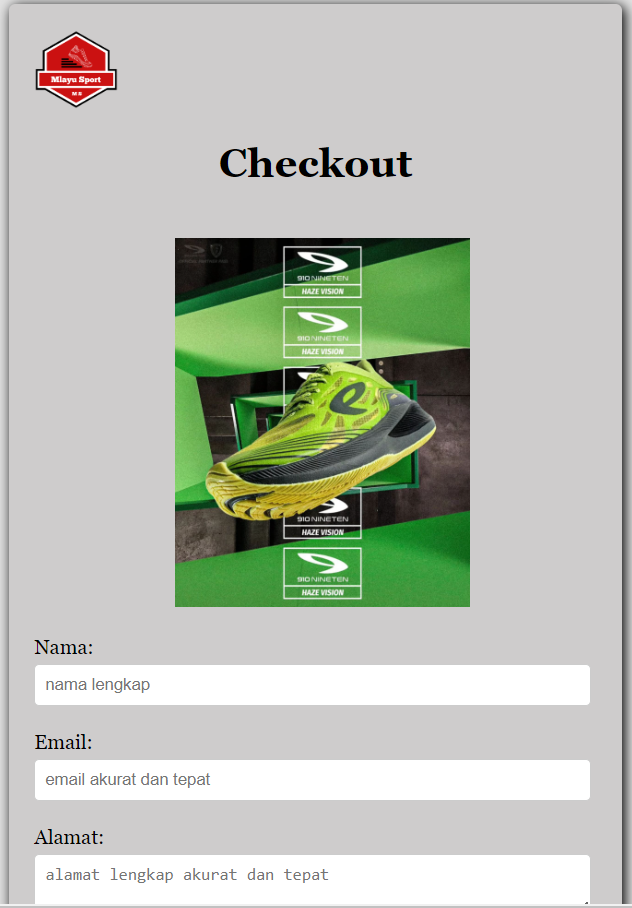 Mlayu Sport
M S
Checkout
910 NINETEN
HAZE VISION
910 NINETEN
HAZE VISION
910 NINETEN
HAZE VISION
910 NINETEN
HAZE VISION
Nama:
nama lengkap
Email:
email akurat dan tepat
Alamat:
alamat lengkap akurat dan tepat